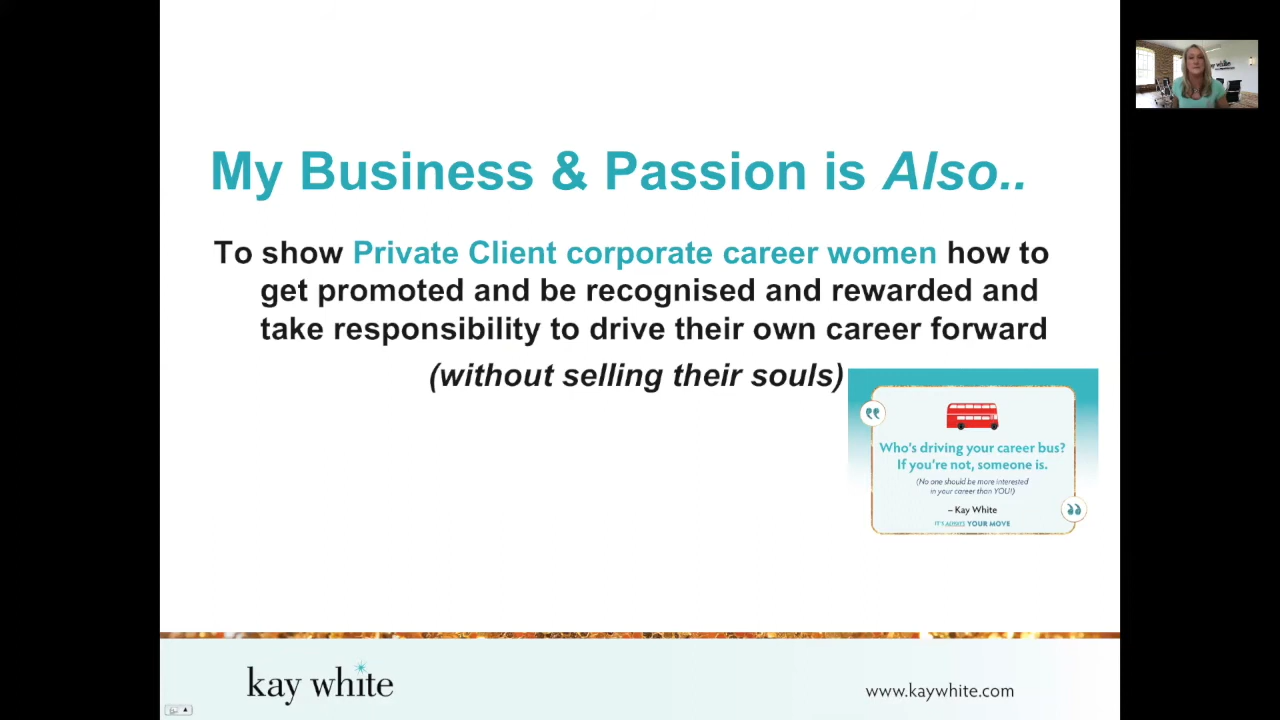 My Business & Passion is Also..
To show Private Client corporate career women how to
get promoted and be recognised and rewarded and
take responsibility to drive their own career forward
(without selling their souls)
Who's driving your career bus?
If you're not, someone is.
(No one should be more interested
in your career than YOU!)
– Kay White
IT'S ALWAYS YOUR MOVE
kay white
www.kaywhite.com